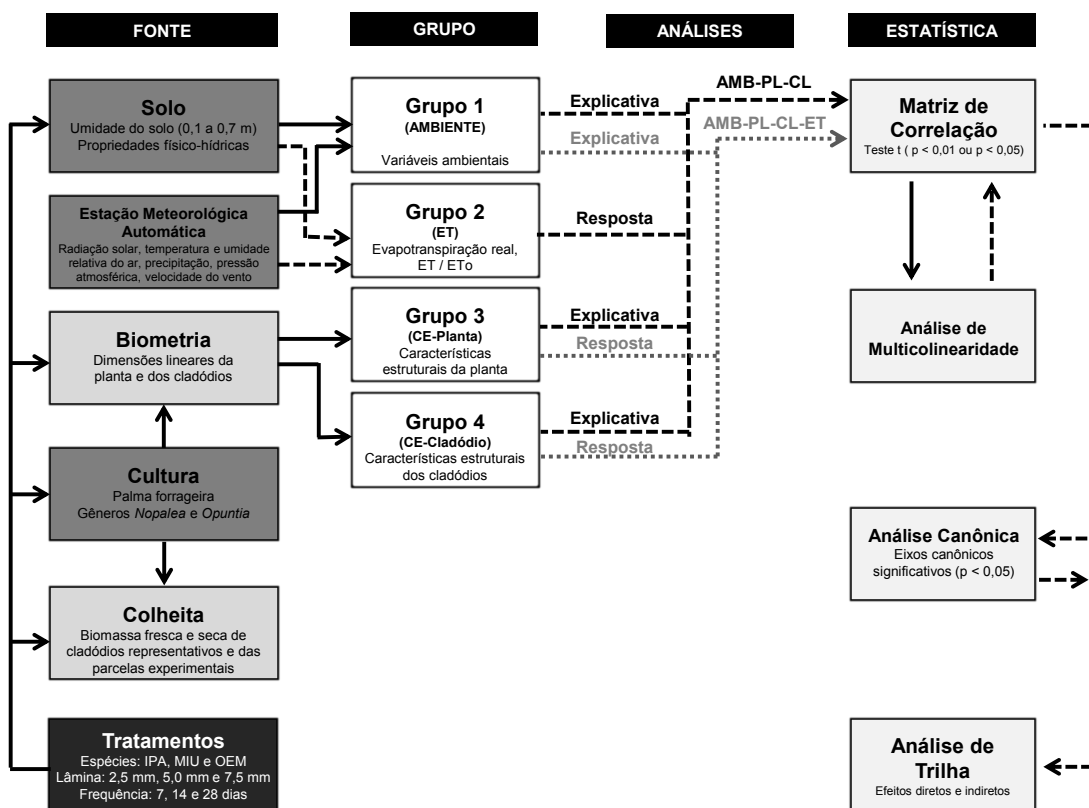 FONTE
GRUPO
ANÁLISES
ESTATÍSTICA
Solo
Umidade do solo (0,1 a 0,7 m)
Propriedades físico-hídricas
Estação Meteorológica
Automática
Radiação solar, temperatura e umidade
relativa do ar, precipitação, pressão
atmosférica, velocidade do vento
Biometria
Dimensões lineares da
planta e dos cladódios
Cultura
Palma forrageira
Gêneros Nopalea e Opuntia
Colheita
Biomassa fresca e seca de
cladódios representativos e das
parcelas experimentais
Tratamentos
Espécies: IPA, MIU e OEM
Lâmina: 2,5 mm, 5,0 mm e 7,5 mm
Frequência: 7, 14 e 28 dias
Grupo 1
(AMBIENTE)
Variáveis ambientais
Grupo 2
(ET)
Evapotranspiração real,
ET / ETo
Grupo 3
(CE-Planta)
Características
estruturais da planta
Grupo 4
(CE-Cladódio)
Características estruturais
dos cladódios
Explicativa
Explicativa
Resposta
Explicativa
Resposta
Explicativa
Resposta
AMB-PL-CL
AMB-PL-CL-ET
Matriz de
Correlação
Teste t ( p < 0,01 ou p < 0,05)
Análise de
Multicolinearidade
Análise Canônica
Eixos canônicos
significativos (p < 0,05)
Análise de
Trilha
Efeitos diretos e indiretos